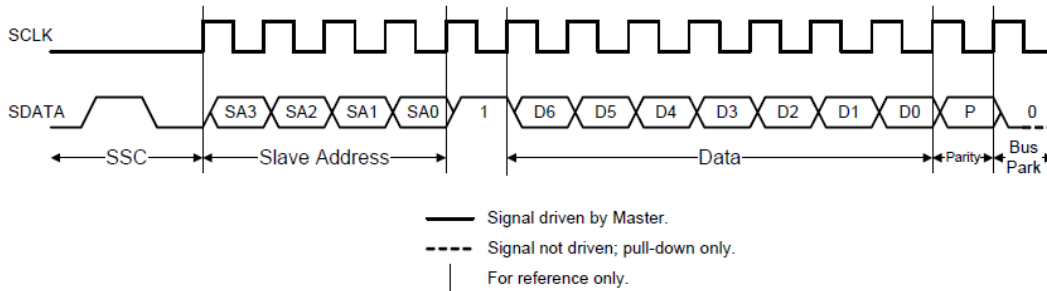 SCLK
SDATA SA3 SA2 SA1 SA0 1 D6 D5 D4 D3 D2 D1 D0 P 0
SSC Slave Address Data Parity Bus Park
Signal driven by Master.
Signal not driven; pull-down only.
For reference only.